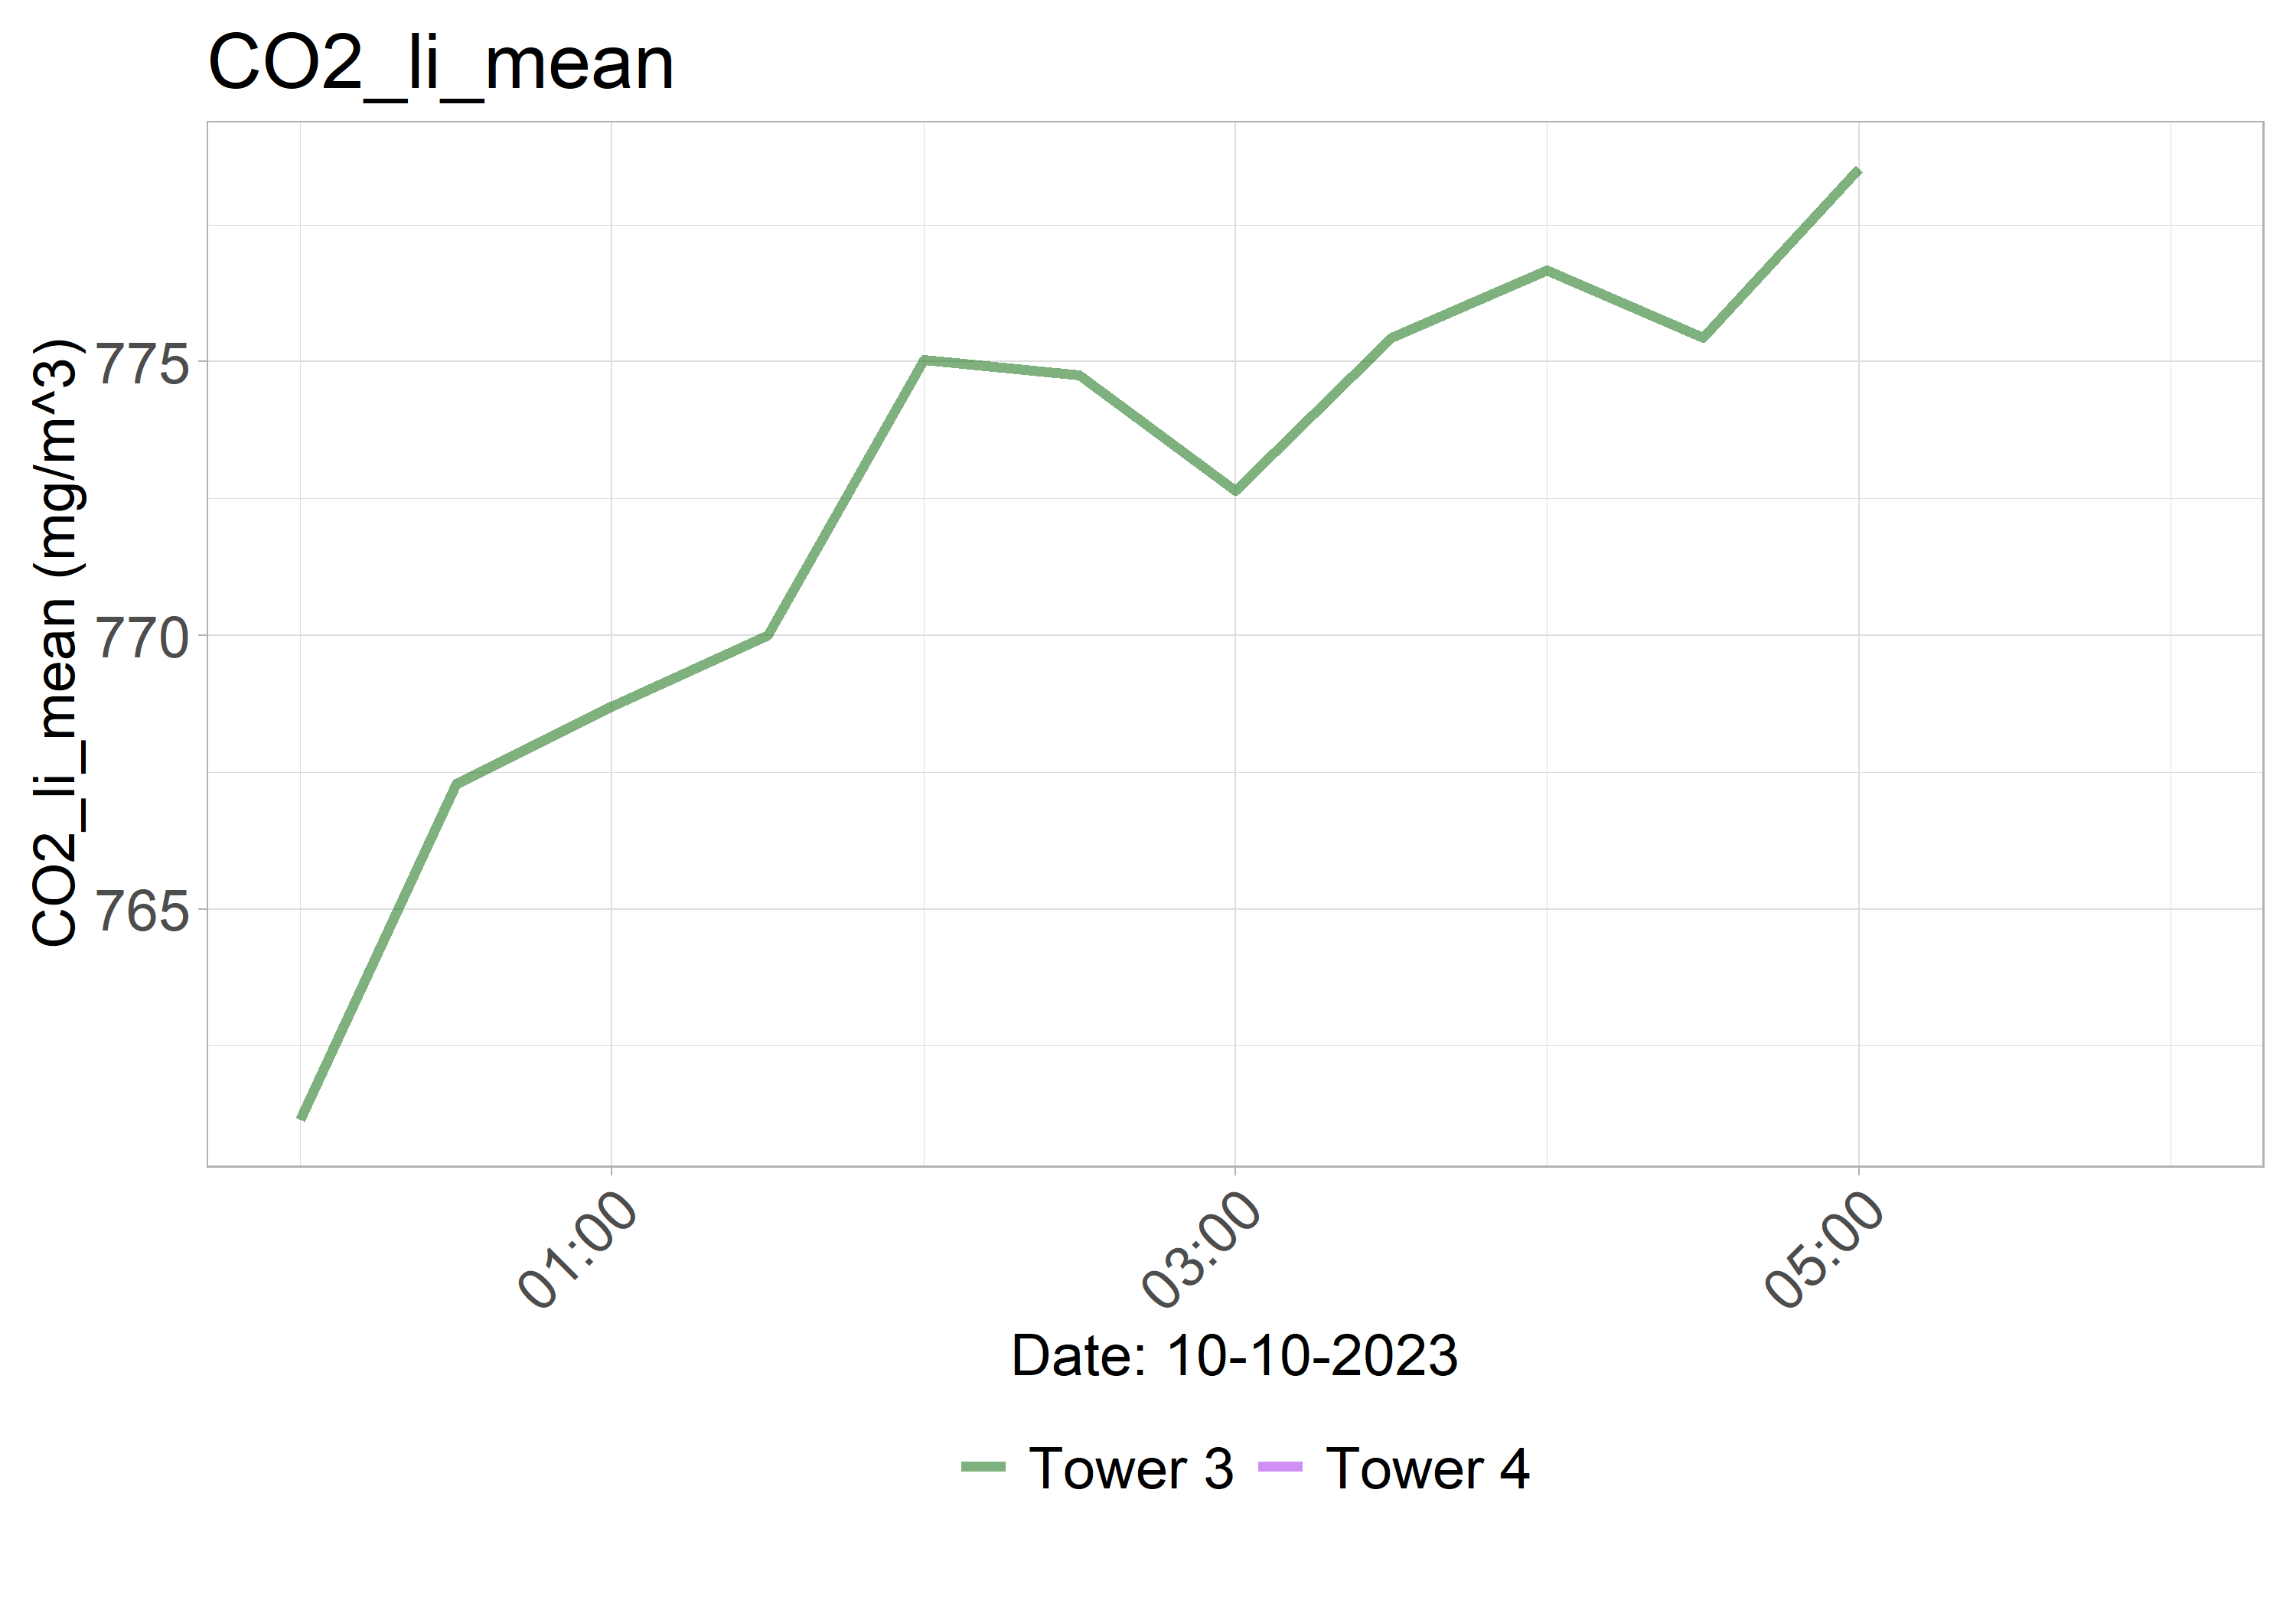 CO2_li_mean
CO2_li_mean (mg/m^3)
775
770
765
01:00
03:00
05:00
Date: 10-10-2023
Tower 3 Tower 4